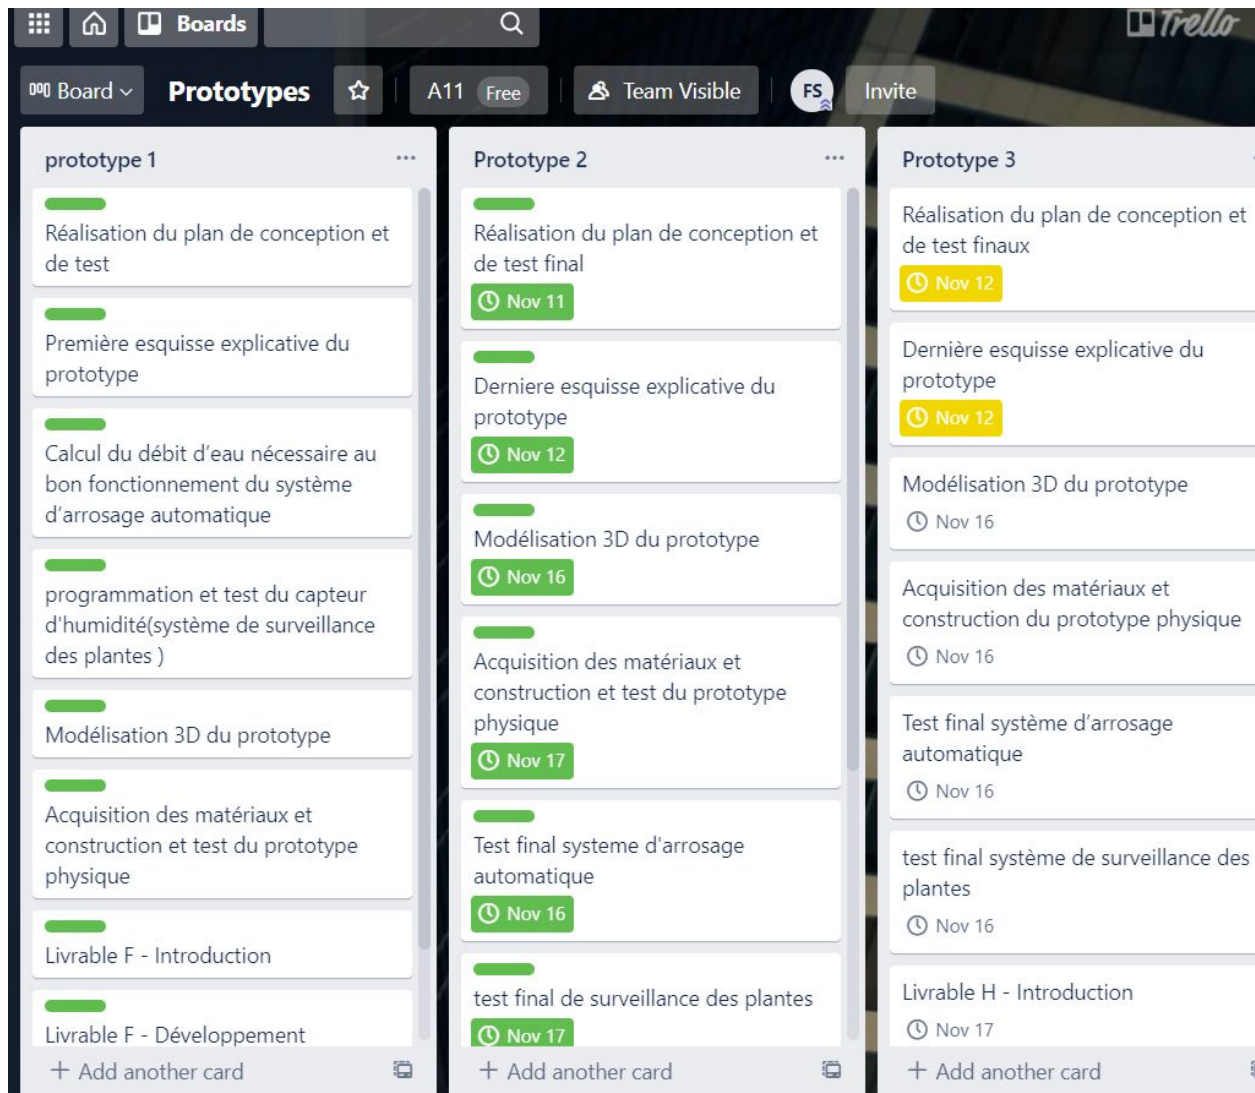 Boards
Trello
Board
Prototypes
A11 Free
Team Visible
FS
Invite
prototype 1
Réalisation du plan de conception et
de test
Première esquisse explicative du
prototype
Calcul du débit d'eau nécessaire au
bon fonctionnement du système
d'arrosage automatique
programmation et test du capteur
d'humidité(système de surveillance
des plantes )
Modélisation 3D du prototype
Acquisition des matériaux et
construction et test du prototype
physique
Livrable F - Introduction
Livrable F - Développement
+ Add another card
Prototype 2
Réalisation du plan de conception et
de test final
Nov 11
Derniere esquisse explicative du
prototype
Nov 12
Modélisation 3D du prototype
Nov 16
Acquisition des matériaux et
construction et test du prototype
physique
Nov 17
Test final systeme d'arrosage
automatique
Nov 16
test final de surveillance des plantes
Nov 17
+ Add another card
Prototype 3
Réalisation du plan de conception et
de test finaux
Nov 12
Dernière esquisse explicative du
prototype
Nov 12
Modélisation 3D du prototype
Nov 16
Acquisition des matériaux et
construction du prototype physique
Nov 16
Test final système d'arrosage
automatique
Nov 16
test final système de surveillance des
plantes
Nov 16
Livrable H - Introduction
Nov 17
+ Add another card